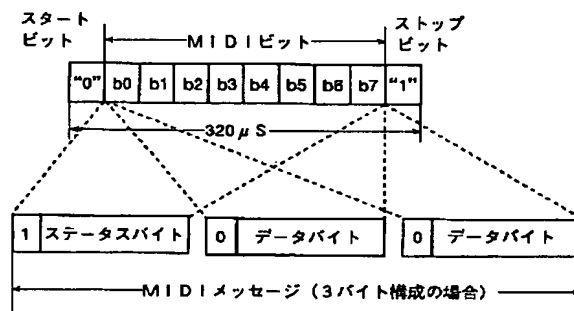 スタート ビット
MIDIビット
ストップ ビット
“0” b0 b1 b2 b3 b4 b5 b6 b7 “1”
320μS
1 ステータスバイト 0 データバイト 0 データバイト
MIDIメッセージ（3バイト構成の場合）